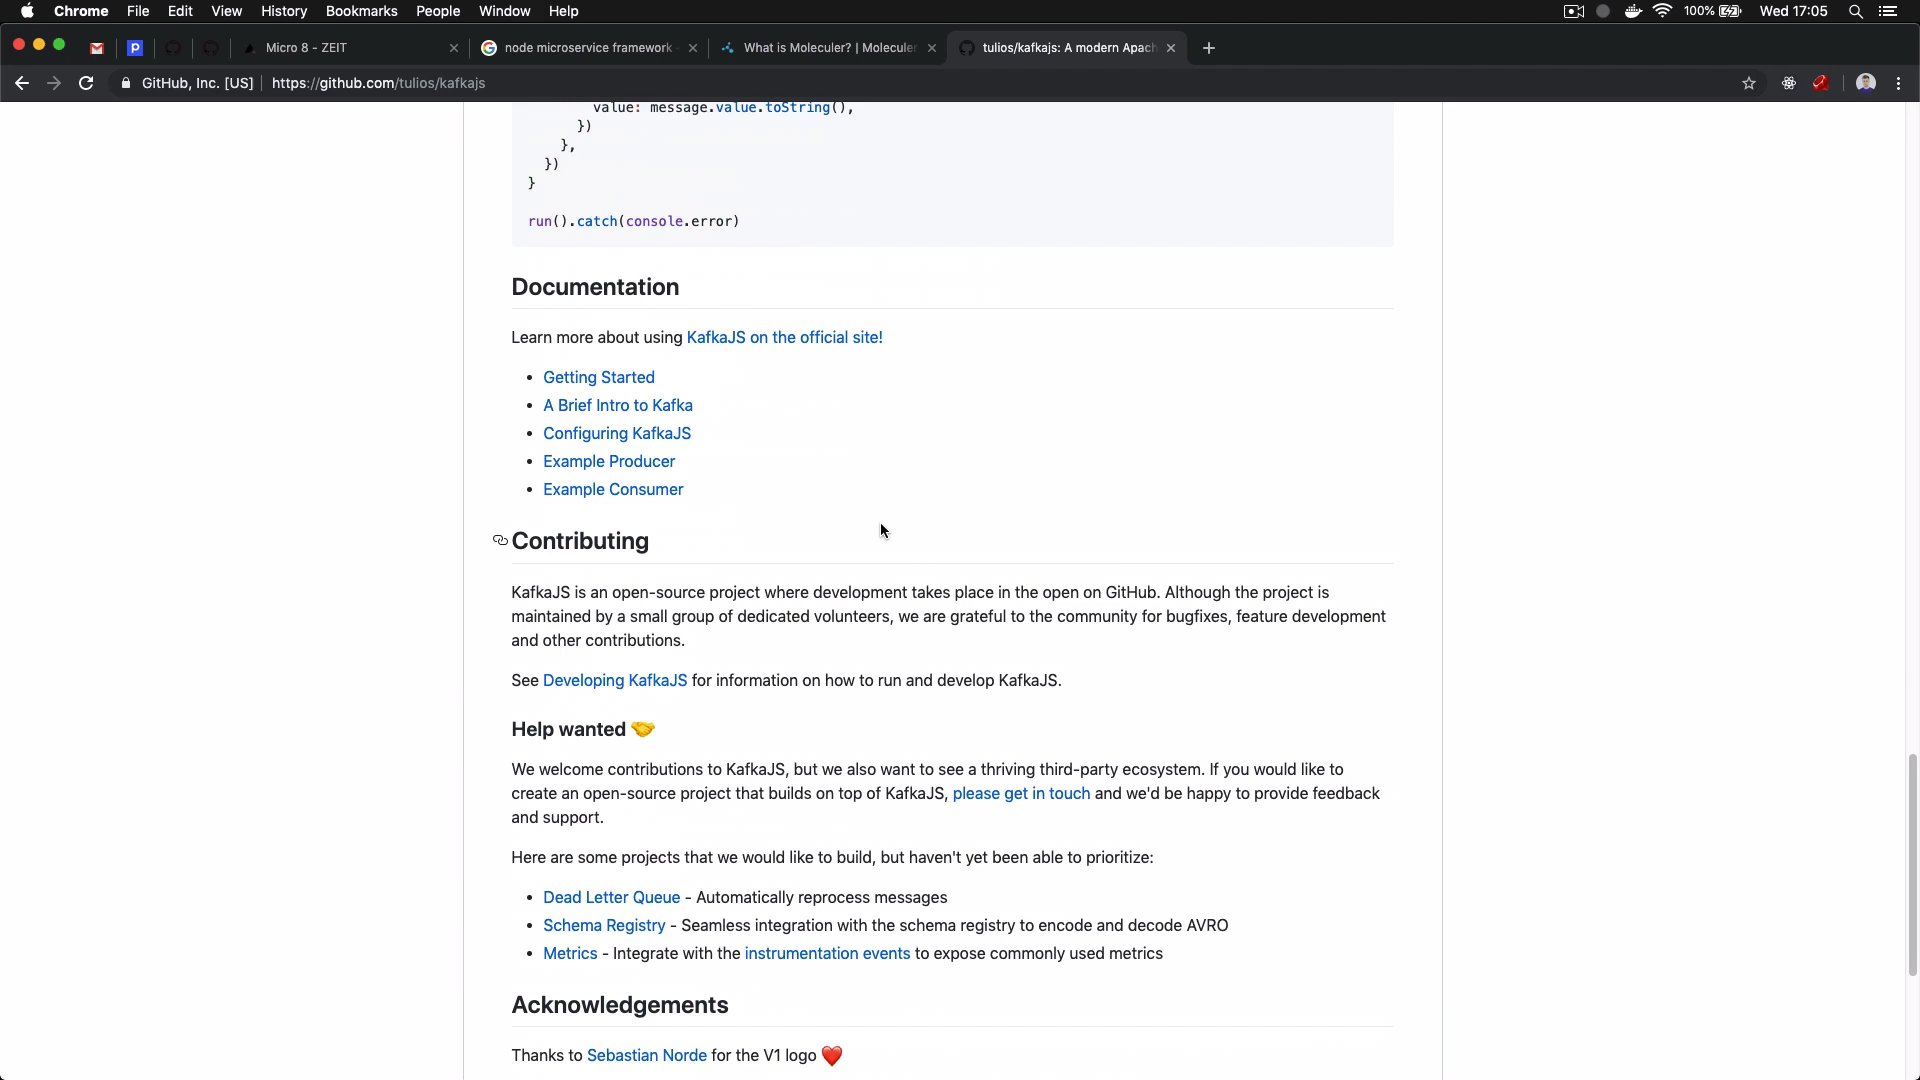 Chrome File Edit View History Bookmarks People Window Help 100% Wed 17:05
Micro 8 - ZEIT
node microservice framework
What is Moleculer? | Moleculer
tulios/kafkajs: A modern Apach
GitHub, Inc. [US] https://github.com/tulios/kafkajs
value: message.value.toString(),
})
},
})
}
run().catch(console.error)
Documentation
Learn more about using KafkaJS on the official site!
• Getting Started
• A Brief Intro to Kafka
• Configuring KafkaJS
• Example Producer
• Example Consumer
Contributing
KafkaJS is an open-source project where development takes place in the open on GitHub. Although the project is
maintained by a small group of dedicated volunteers, we are grateful to the community for bugfixes, feature development
and other contributions.
See Developing KafkaJS for information on how to run and develop KafkaJS.
Help wanted 🤝
We welcome contributions to KafkaJS, but we also want to see a thriving third-party ecosystem. If you would like to
create an open-source project that builds on top of KafkaJS, please get in touch and we'd be happy to provide feedback
and support.
Here are some projects that we would like to build, but haven't yet been able to prioritize:
• Dead Letter Queue - Automatically reprocess messages
• Schema Registry - Seamless integration with the schema registry to encode and decode AVRO
• Metrics - Integrate with the instrumentation events to expose commonly used metrics
Acknowledgements
Thanks to Sebastian Norde for the V1 logo ❤️